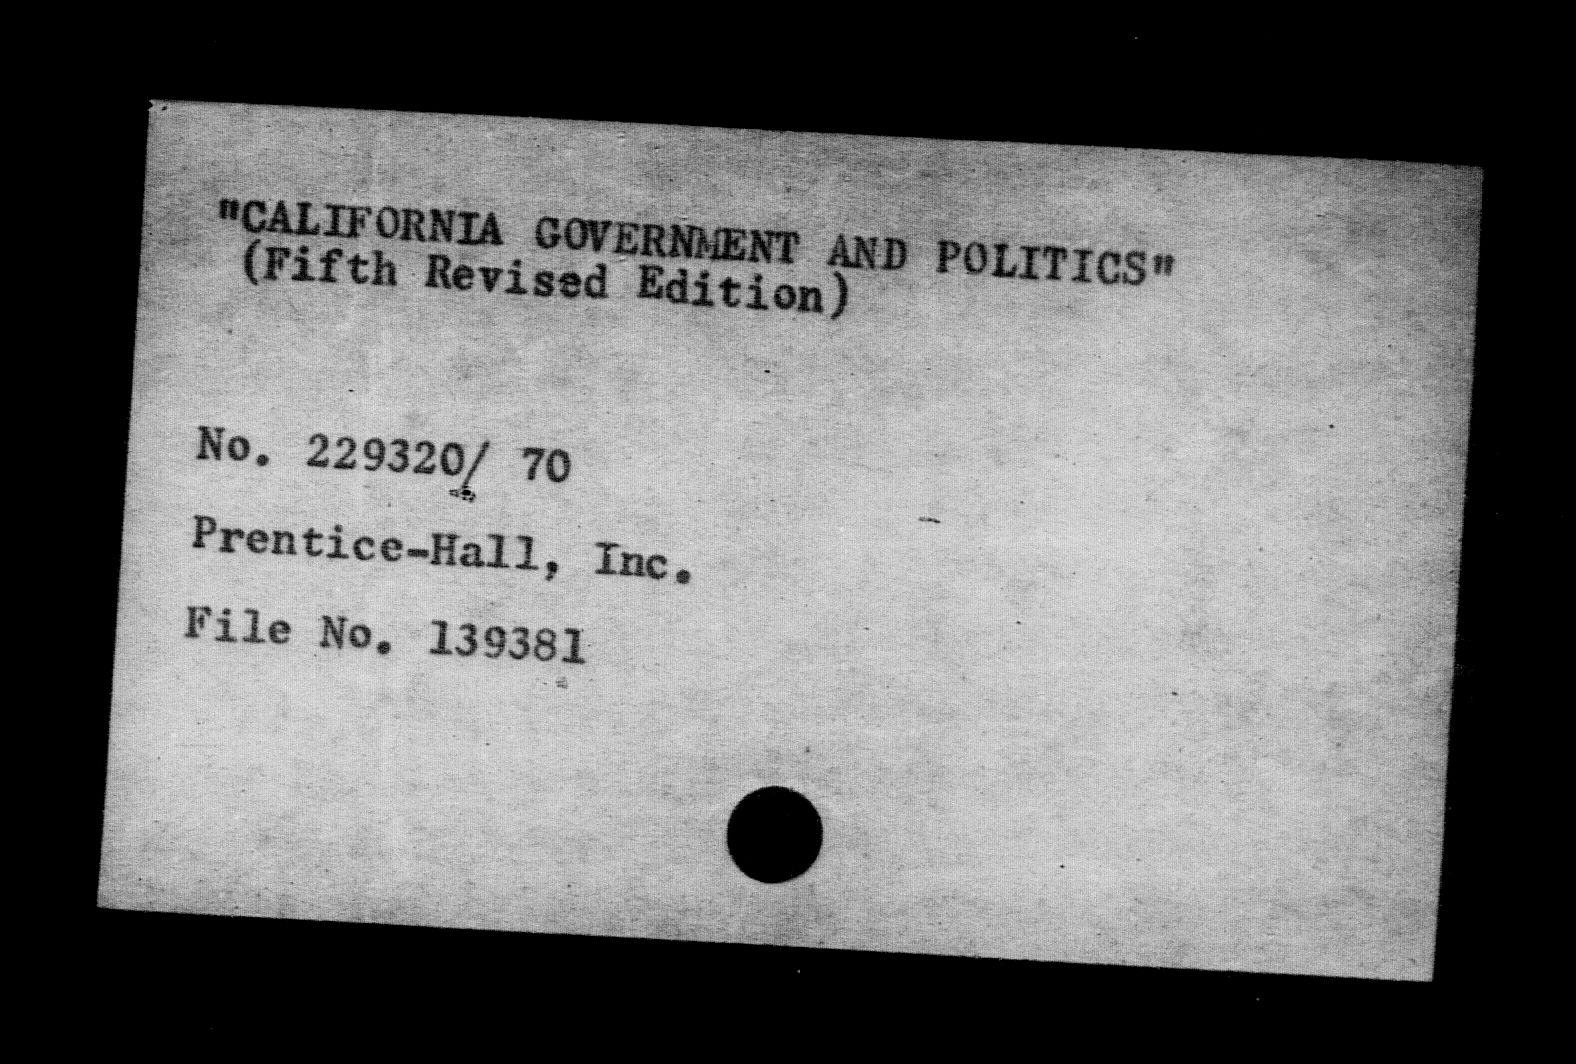 "CALIFORNIA GOVERNMENT AND POLITICS"
(Fifth Revised Edition)
No. 229320/ 70
Prentice-Hall, Inc.
File No. 139381